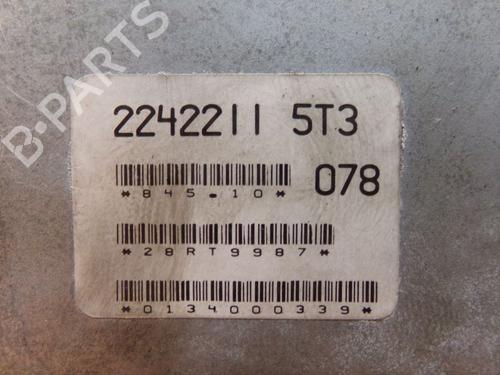 B-PARTS
2242211 5T3
*845.10* 078
*28RT9987*
*0134000339*